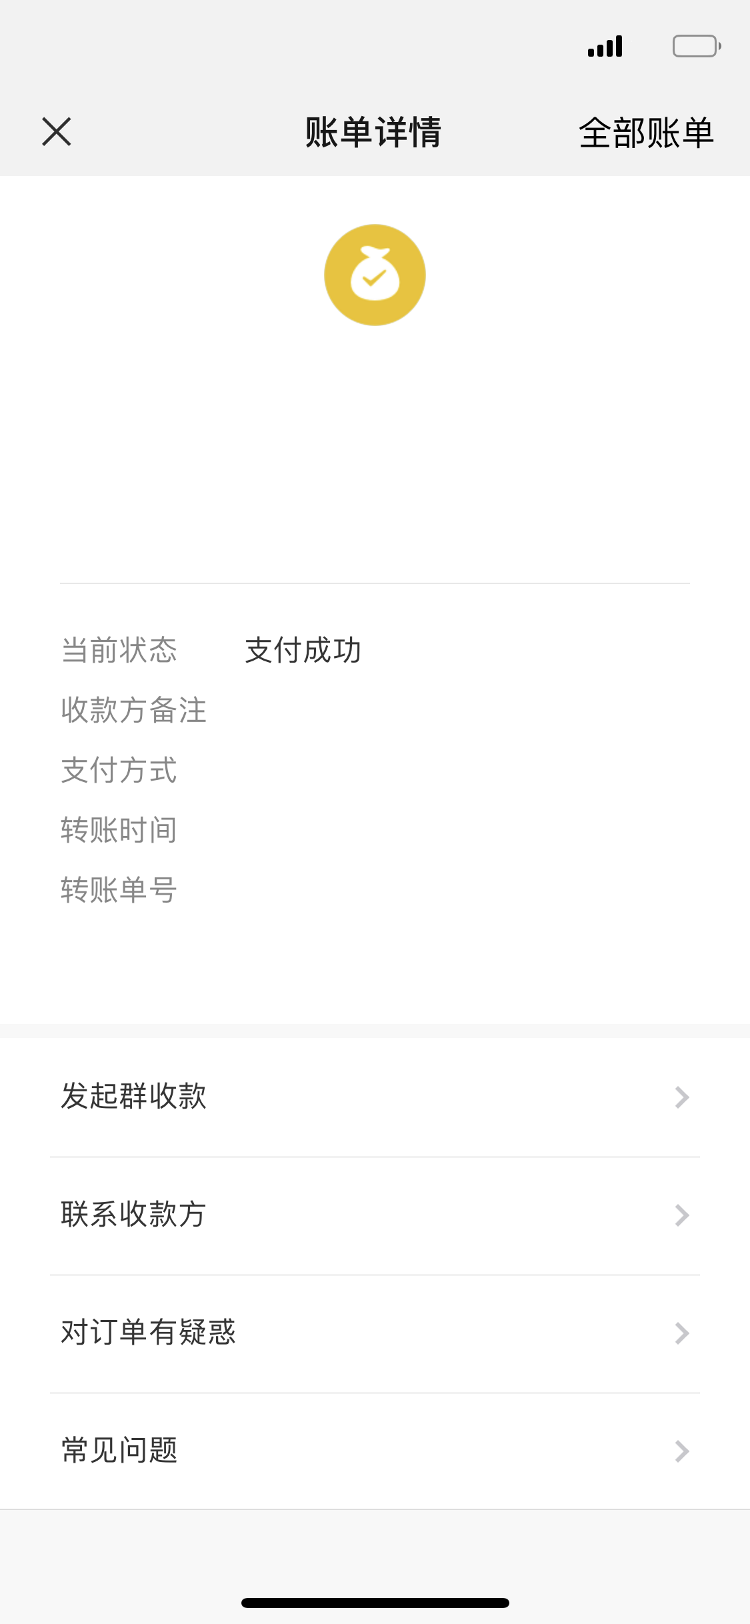 账单详情 全部账单
当前状态 支付成功
收款方备注
支付方式
转账时间
转账单号
发起群收款
联系收款方
对订单有疑惑
常见问题